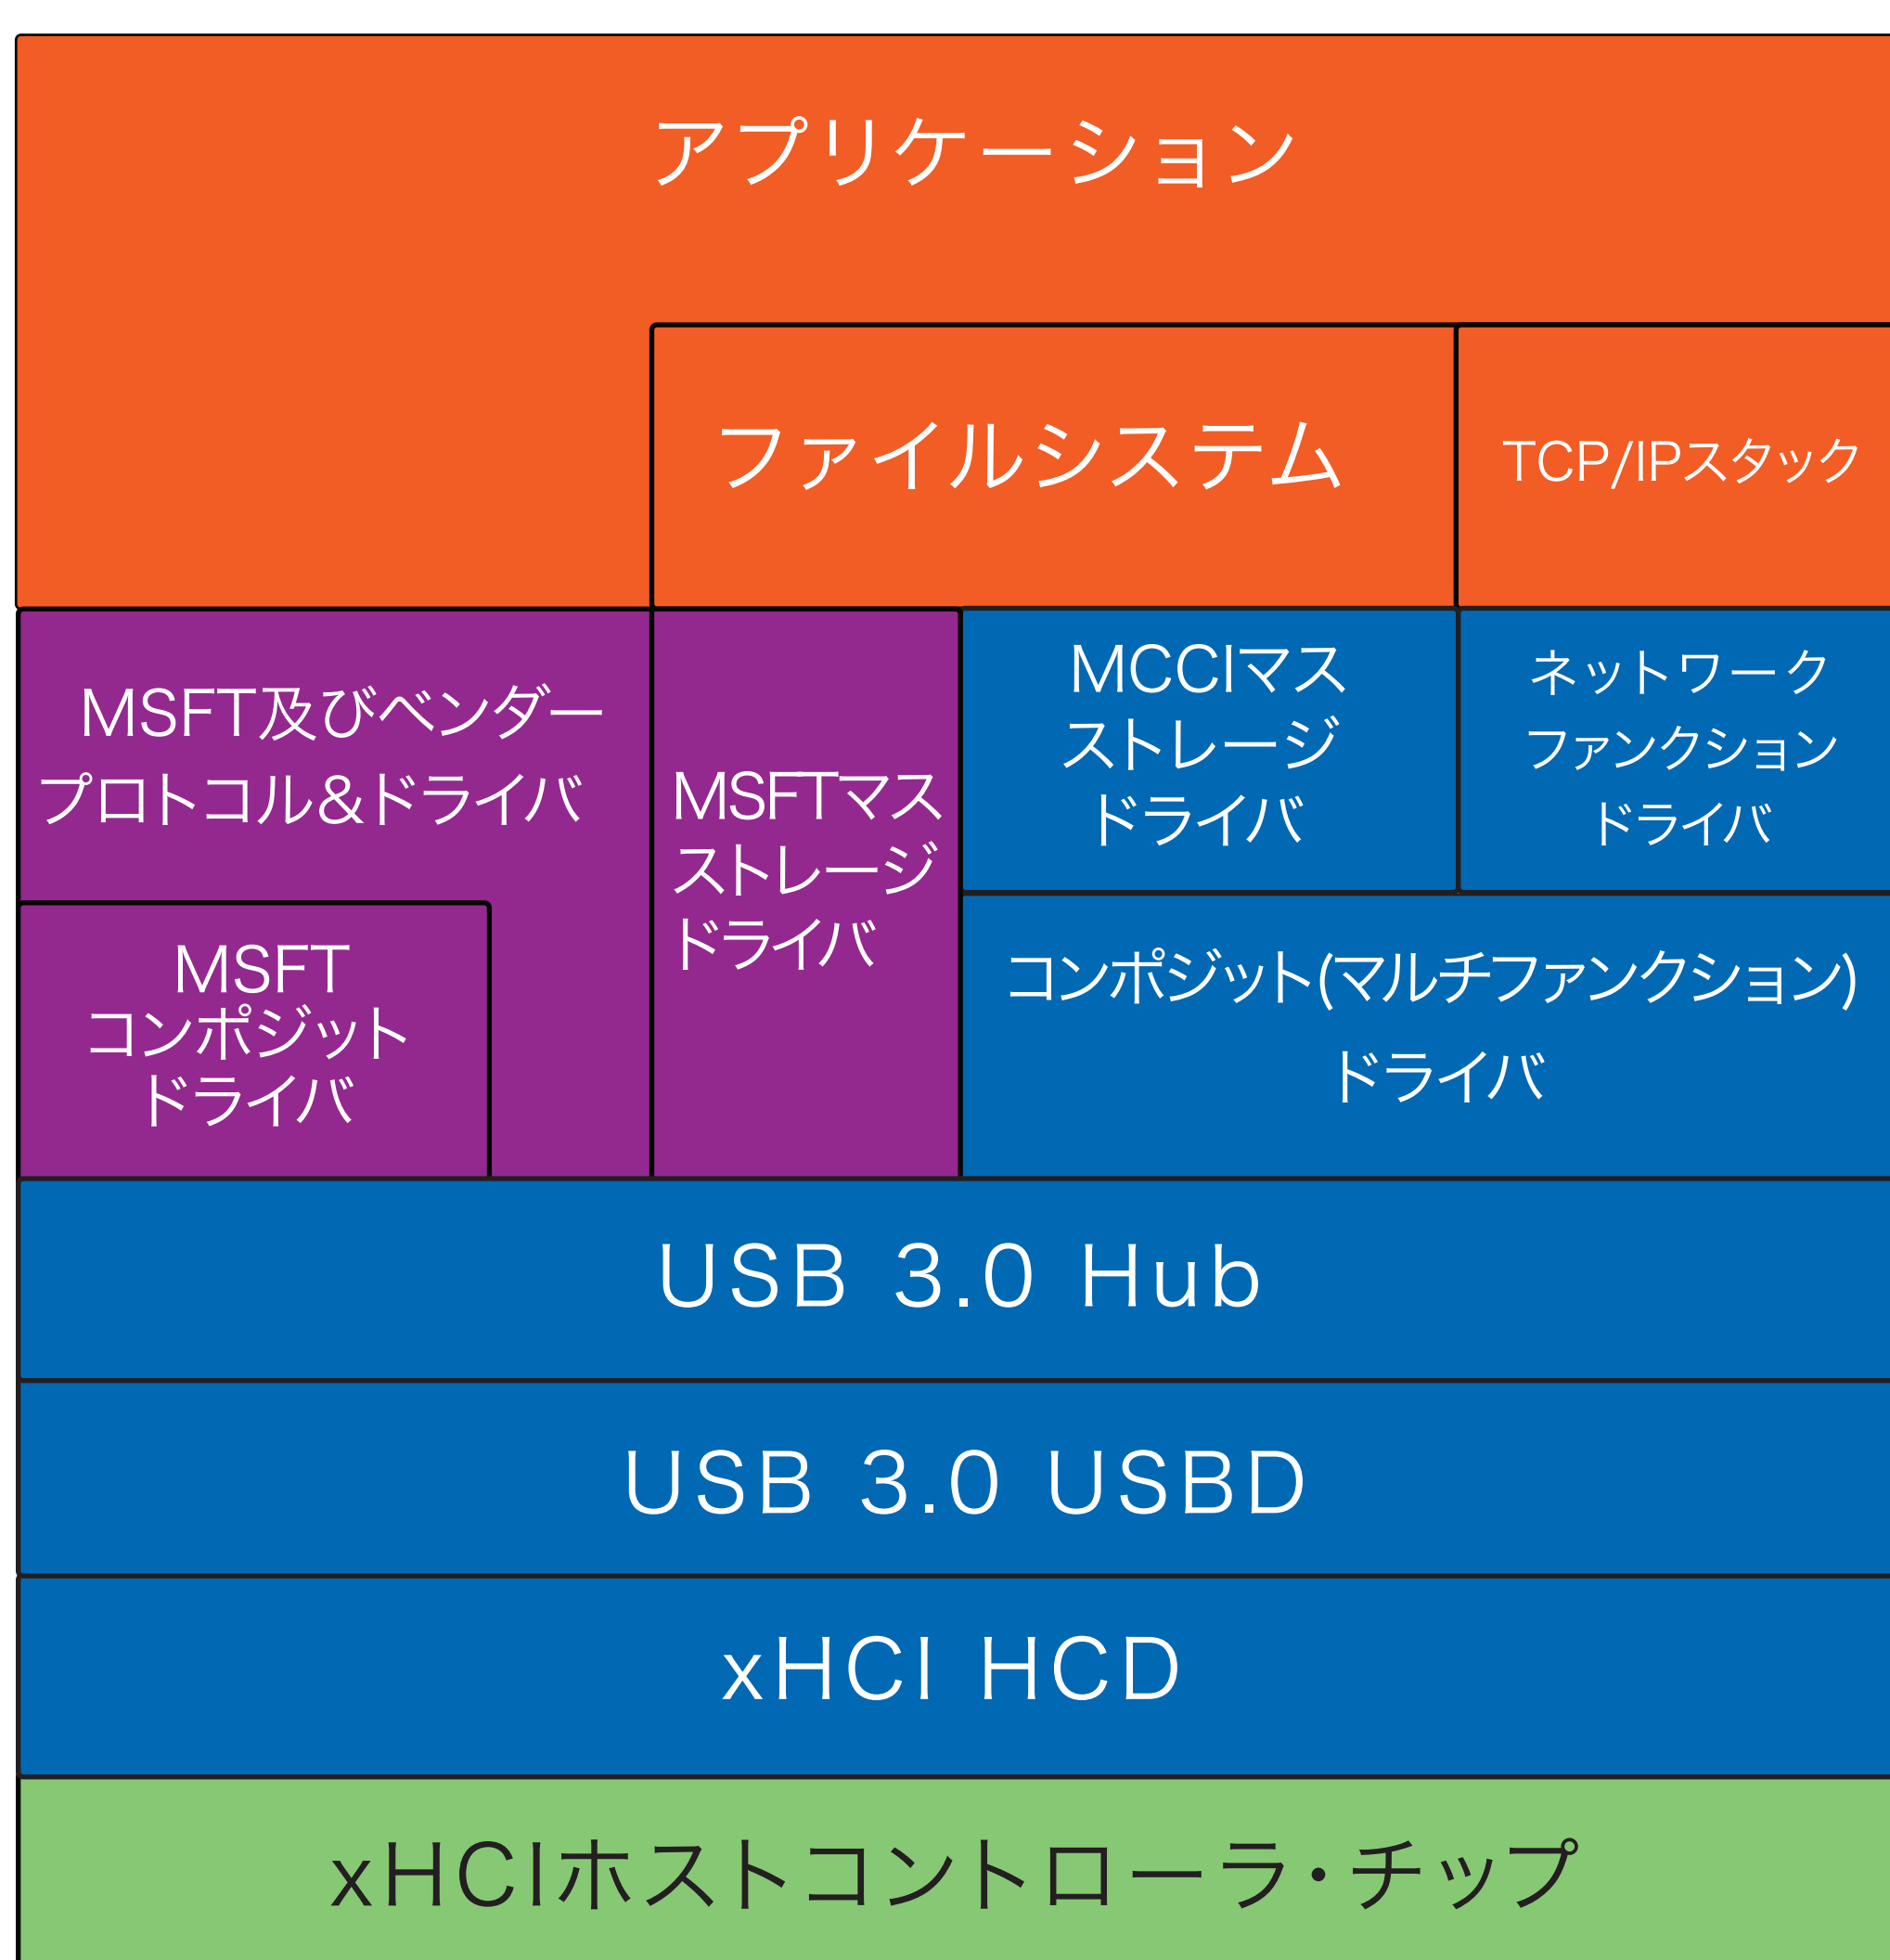 アプリケーション
ファイルシステム
TCP/IPスタック
MSFT及びベンダー
プロトコル&ドライバ
MSFTマス
ストレージ
ドライバ
MCCIマス
ストレージ
ドライバ
ネットワーク
ファンクション
ドライバ
MSFT
コンポジット
ドライバ
コンポジット(マルチファンクション)
ドライバ
USB 3.0 Hub
USB 3.0 USBD
xHCI HCD
xHCIホストコントローラ・チップ